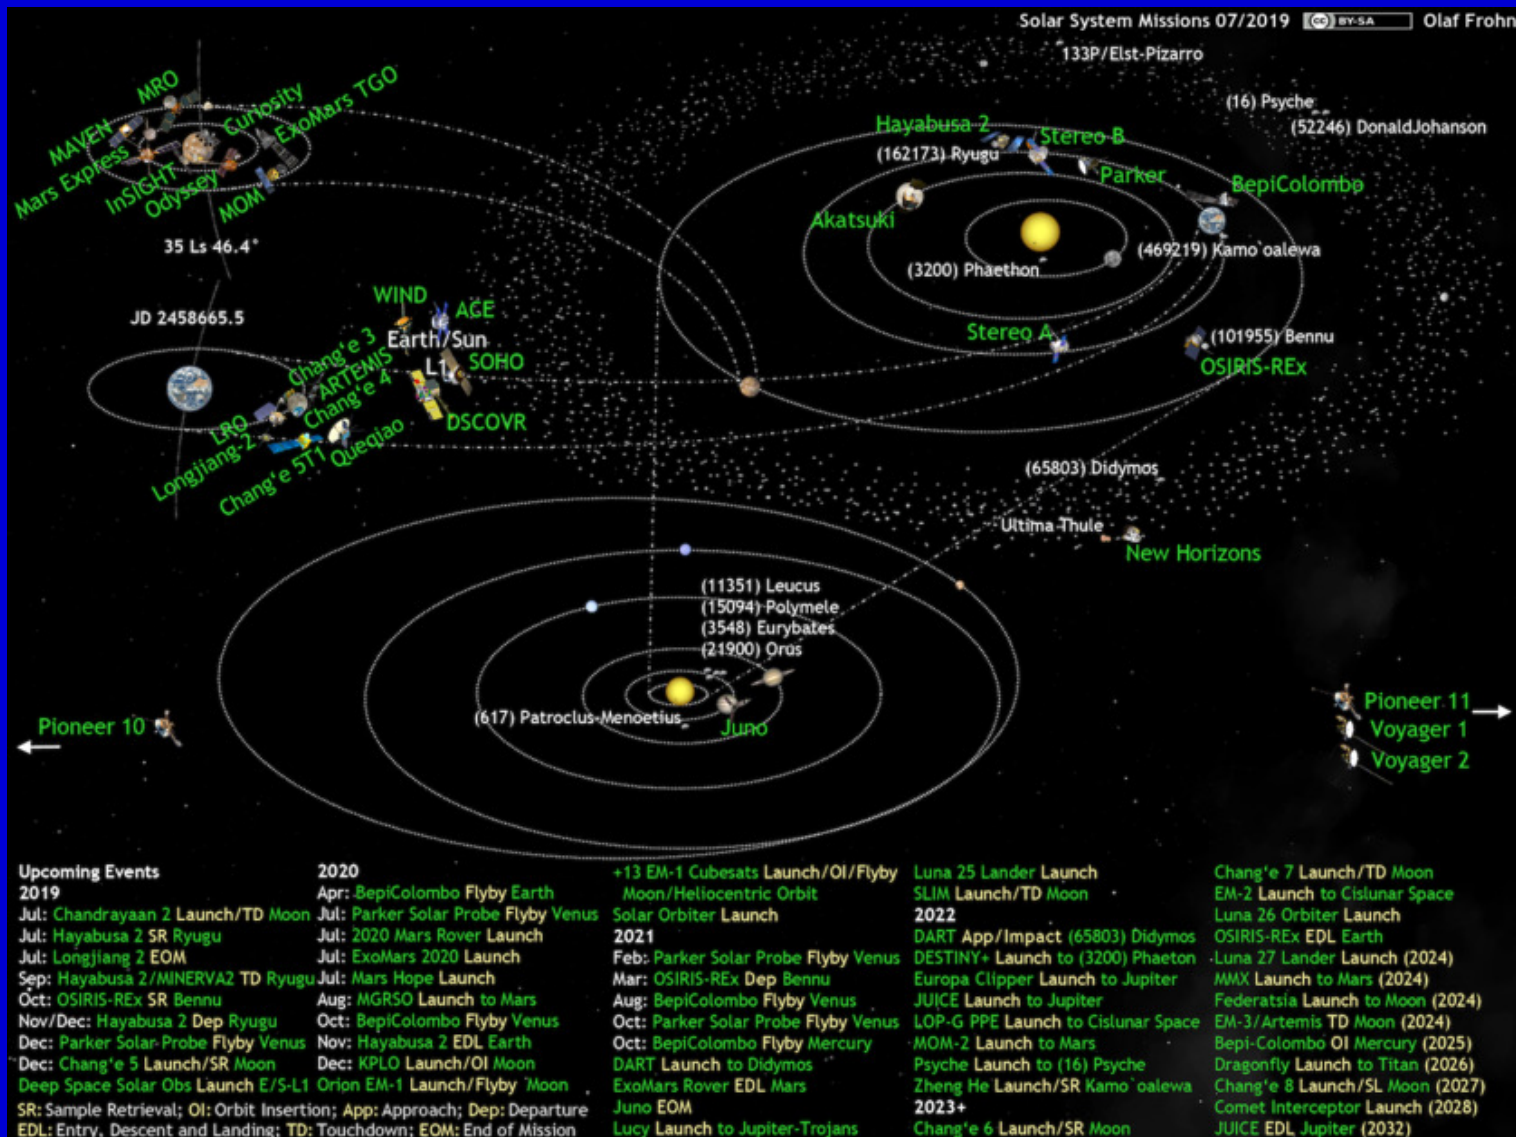 Solar System Missions 07/2019 (cc) BY-SA Olaf Frohn
133P/Elst-Pizarro
(16) Psyche
(52246) DonaldJohanson
MRO
Curiosity
ExoMars TGO
MAVEN
Mars Express
InSIGHT
Odyssey
MOM
35 Ls 46.4°
Hayabusa 2
Stereo B
(162173) Ryugu
Parker
BepiColombo
Akatsuki
(469219) Kamo`oalewa
(3200) Phaethon
JD 2458665.5
WIND
ACE
Earth/Sun
L1
SOHO
DSCOVR
Chang'e 3
ARTEMIS
Chang'e 4
LRO
Longjiang-2
Chang'e 5T1
Queqiao
Stereo A
(101955) Bennu
OSIRIS-REx
(65803) Didymos
Ultima Thule
New Horizons
(11351) Leucus
(15094) Polymele
(3548) Eurybates
(21900) Orus
(617) Patroclus-Menoetius
Juno
Pioneer 10
Pioneer 11
Voyager 1
Voyager 2
Upcoming Events
2019
Jul: Chandrayaan 2 Launch/TD Moon
Jul: Hayabusa 2 SR Ryugu
Jul: Longjiang 2 EOM
Sep: Hayabusa 2/MINERVA2 TD Ryugu
Oct: OSIRIS-REx SR Bennu
Nov/Dec: Hayabusa 2 Dep Ryugu
Dec: Parker Solar Probe Flyby Venus
Dec: Chang'e 5 Launch/SR Moon
Deep Space Solar Obs Launch E/S-L1
SR: Sample Retrieval; OI: Orbit Insertion; App: Approach; Dep: Departure
EDL: Entry, Descent and Landing; TD: Touchdown; EOM: End of Mission
2020
Apr: BepiColombo Flyby Earth
Jul: Parker Solar Probe Flyby Venus
Jul: 2020 Mars Rover Launch
Jul: ExoMars 2020 Launch
Jul: Mars Hope Launch
Aug: MGRSO Launch to Mars
Oct: BepiColombo Flyby Venus
Nov: Hayabusa 2 EDL Earth
Dec: KPLO Launch/OI Moon
Orion EM-1 Launch/Flyby Moon
+13 EM-1 Cubesats Launch/OI/Flyby
Moon/Heliocentric Orbit
Solar Orbiter Launch
2021
Feb: Parker Solar Probe Flyby Venus
Mar: OSIRIS-REx Dep Bennu
Aug: BepiColombo Flyby Venus
Oct: Parker Solar Probe Flyby Venus
Oct: BepiColombo Flyby Mercury
DART Launch to Didymos
ExoMars Rover EDL Mars
Juno EOM
Lucy Launch to Jupiter-Trojans
Luna 25 Lander Launch
SLIM Launch/TD Moon
2022
DART App/Impact (65803) Didymos
DESTINY+ Launch to (3200) Phaeton
Europa Clipper Launch to Jupiter
JUICE Launch to Jupiter
LOP-G PPE Launch to Cislunar Space
MOM-2 Launch to Mars
Psyche Launch to (16) Psyche
Zheng He Launch/SR Kamo`oalewa
2023+
Chang'e 6 Launch/SR Moon
Chang'e 7 Launch/TD Moon
EM-2 Launch to Cislunar Space
Luna 26 Orbiter Launch
OSIRIS-REx EDL Earth
Luna 27 Lander Launch (2024)
MMX Launch to Mars (2024)
Federatsia Launch to Moon (2024)
EM-3/Artemis TD Moon (2024)
Bepi-Colombo OI Mercury (2025)
Dragonfly Launch to Titan (2026)
Chang'e 8 Launch/SL Moon (2027)
Comet Interceptor Launch (2028)
JUICE EDL Jupiter (2032)